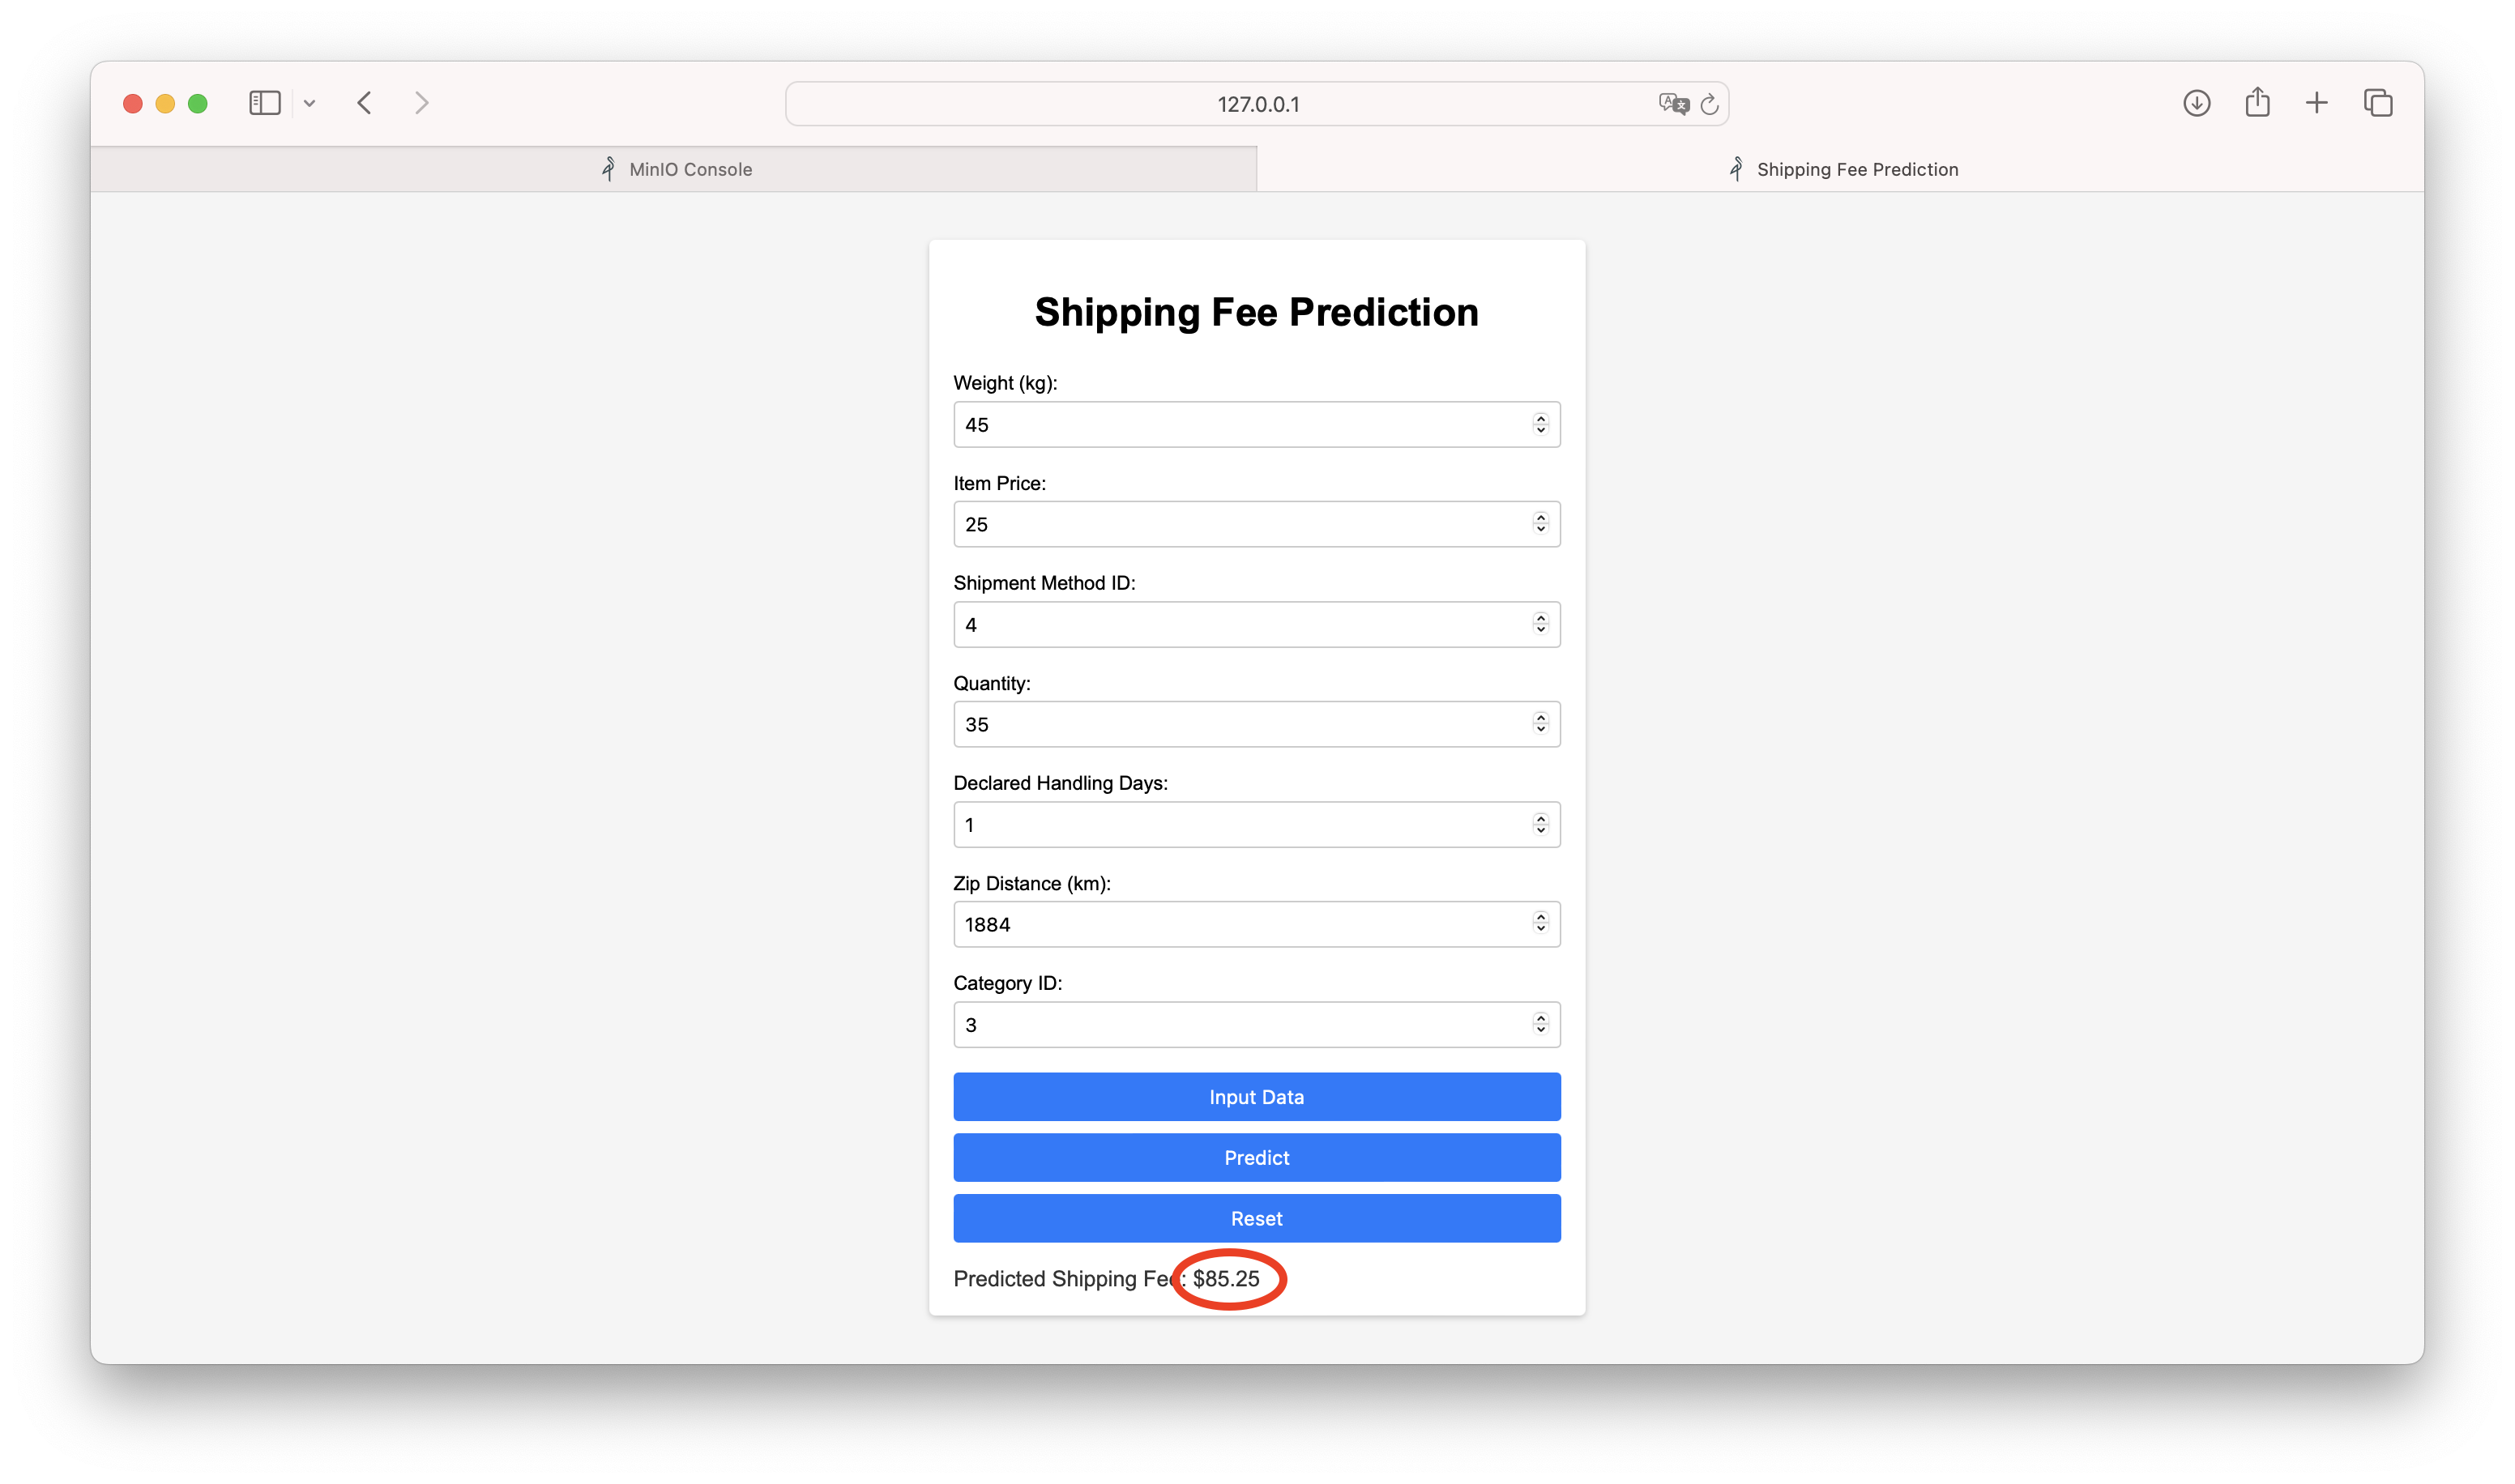 127.0.0.1
MinIO Console
Shipping Fee Prediction
Shipping Fee Prediction
Weight (kg):
45
Item Price:
25
Shipment Method ID:
4
Quantity:
35
Declared Handling Days:
1
Zip Distance (km):
1884
Category ID:
3
Input Data
Predict
Reset
Predicted Shipping Fee: $85.25